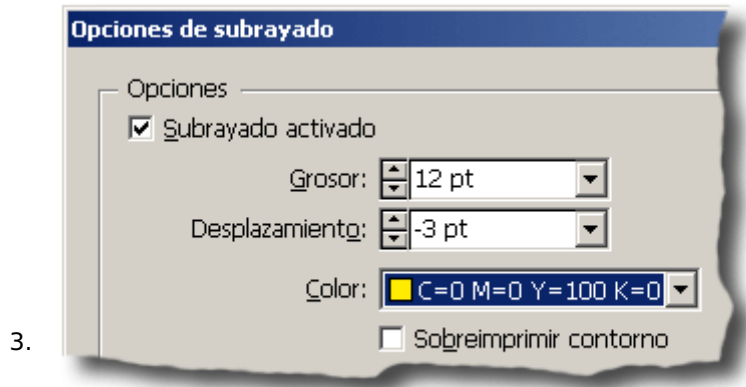 Opciones de subrayado
Opciones
Subrayado activado
Grosor: 12 pt
Desplazamiento: -3 pt
Color: C=0 M=0 Y=100 K=0
Sobreimprimir contorno
3.